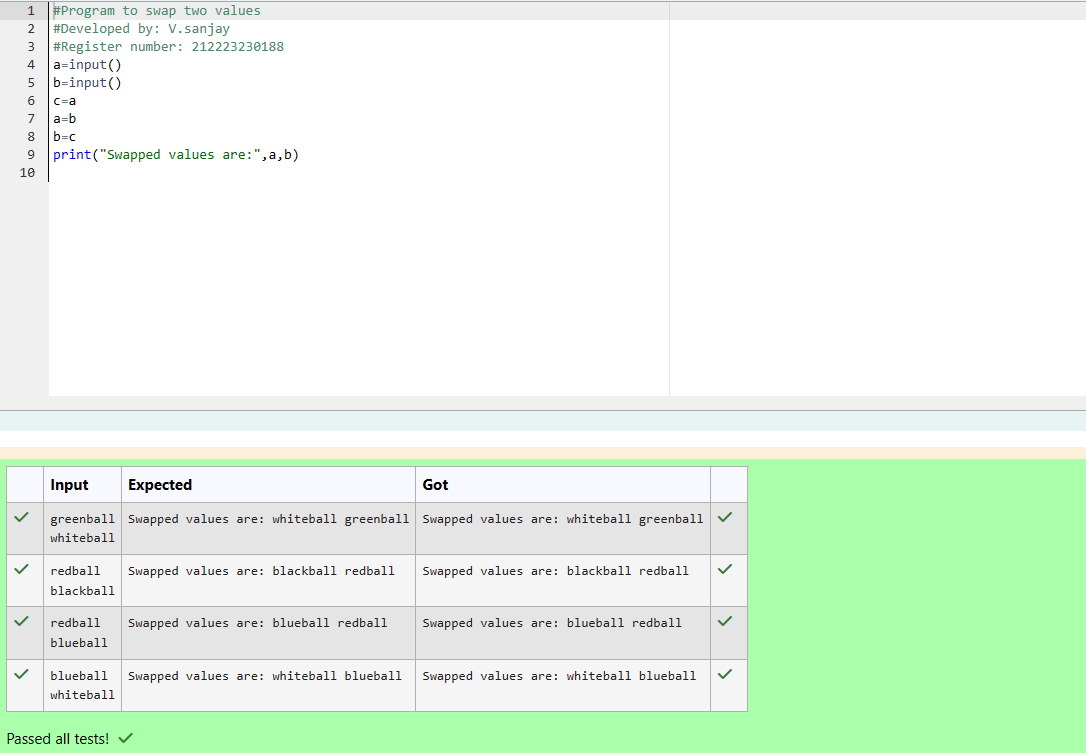 1 #Program to swap two values
2 #Developed by: V.sanjay
3 #Register number: 212223230188
4 a=input()
5 b=input()
6 c=a
7 a=b
8 b=c
9 print("Swapped values are:",a,b)
10
Input Expected Got
greenball Swapped values are: whiteball greenball Swapped values are: whiteball greenball
whiteball
redball Swapped values are: blackball redball Swapped values are: blackball redball
blackball
redball Swapped values are: blueball redball Swapped values are: blueball redball
blueball
blueball Swapped values are: whiteball blueball Swapped values are: whiteball blueball
whiteball
Passed all tests!